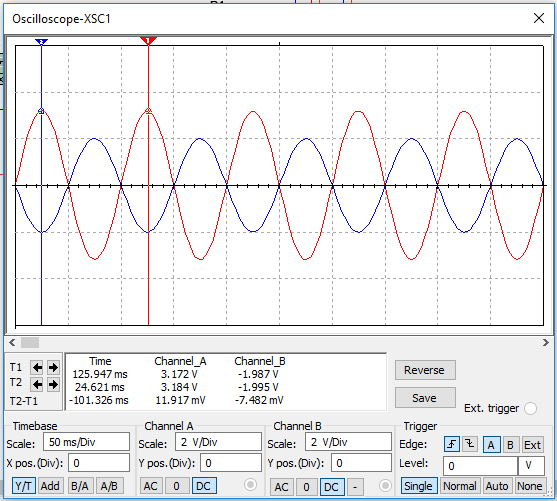 Oscilloscope-XSC1
2
1
Time Channel_A Channel_B
T1 125.947 ms 3.172 V -1.987 V
T2 24.621 ms 3.184 V -1.995 V
T2-T1 -101.326 ms 11.917 mV -7.482 mV
Reverse
Save
Ext. trigger
Timebase Channel A Channel B Trigger
Scale: 50 ms/Div Scale: 2 V/Div Scale: 2 V/Div Edge: A B Ext
X pos.(Div): 0 Y pos.(Div): 0 Y pos.(Div): 0 Level: 0 V
Y/T Add B/A A/B AC 0 DC AC 0 DC - Single Normal Auto None